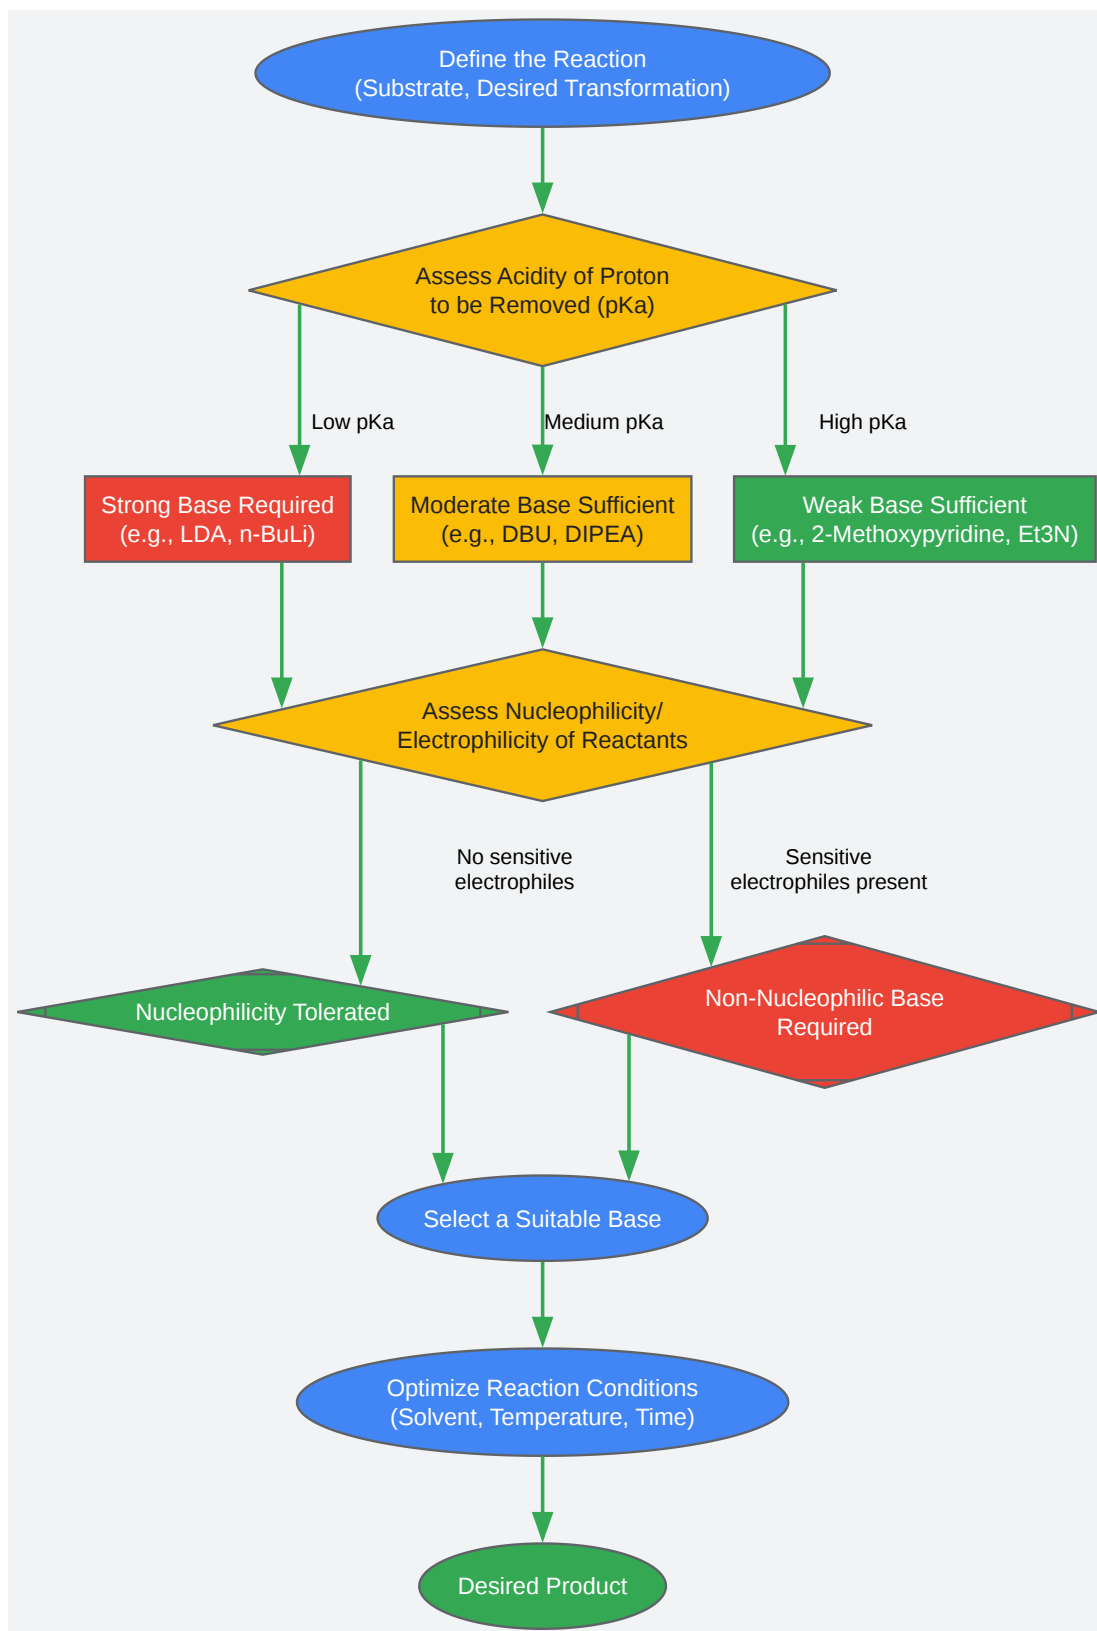 Define the Reaction
(Substrate, Desired Transformation)
Assess Acidity of Proton
to be Removed (pKa)
Low pKa
Medium pKa
High pKa
Strong Base Required
(e.g., LDA, n-BuLi)
Moderate Base Sufficient
(e.g., DBU, DIPEA)
Weak Base Sufficient
(e.g., 2-Methoxypyridine, Et3N)
Assess Nucleophilicity/
Electrophilicity of Reactants
No sensitive
electrophiles
Sensitive
electrophiles present
Nucleophilicity Tolerated
Non-Nucleophilic Base
Required
Select a Suitable Base
Optimize Reaction Conditions
(Solvent, Temperature, Time)
Desired Product